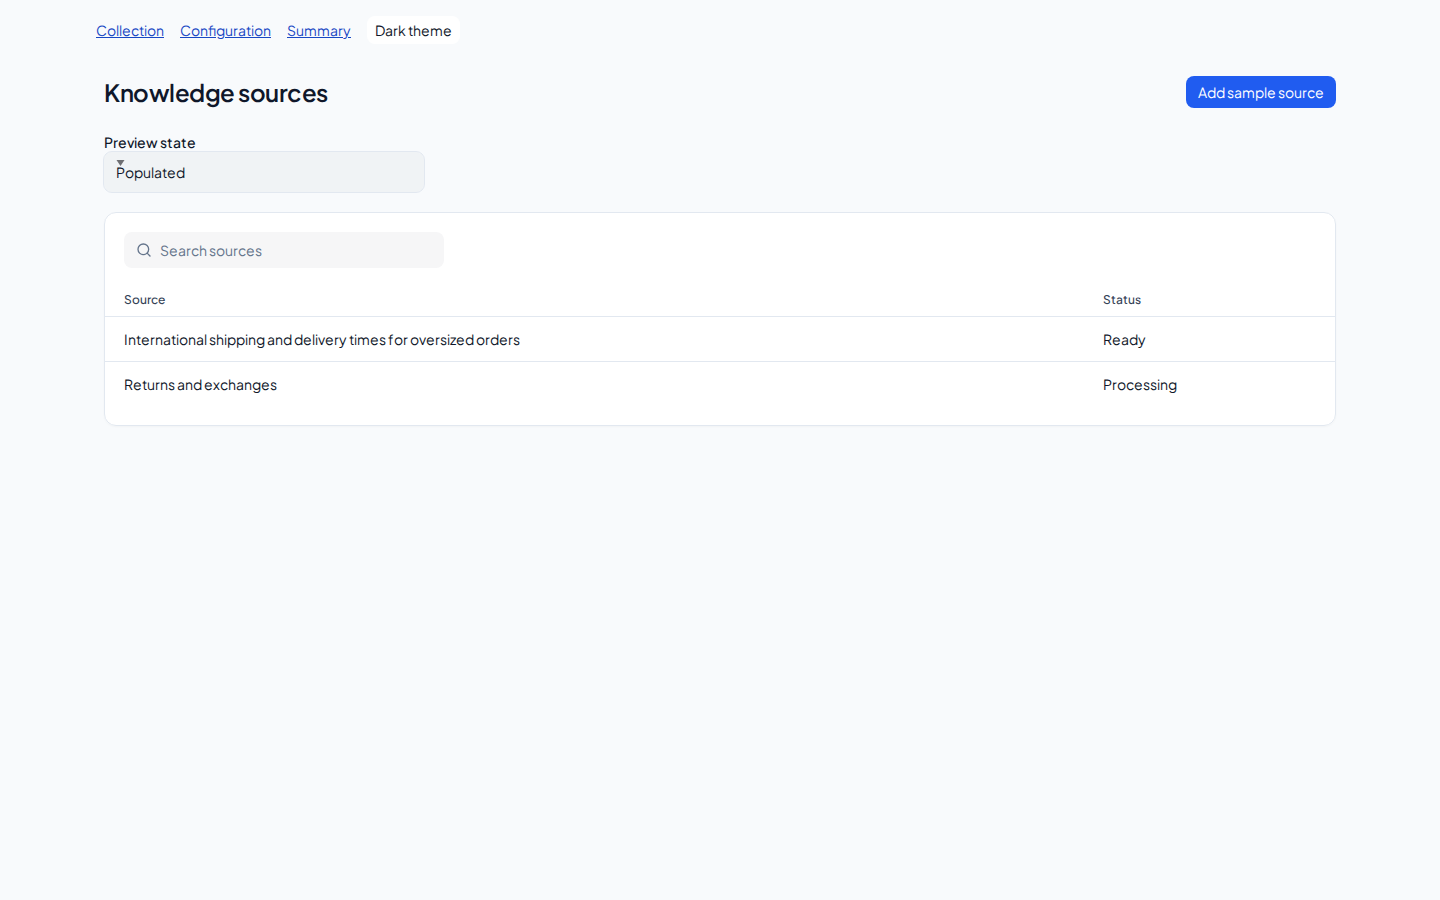 Collection Configuration Summary Dark theme
Knowledge sources
Add sample source
Preview state
Populated
Search sources
Source Status
International shipping and delivery times for oversized orders Ready
Returns and exchanges Processing